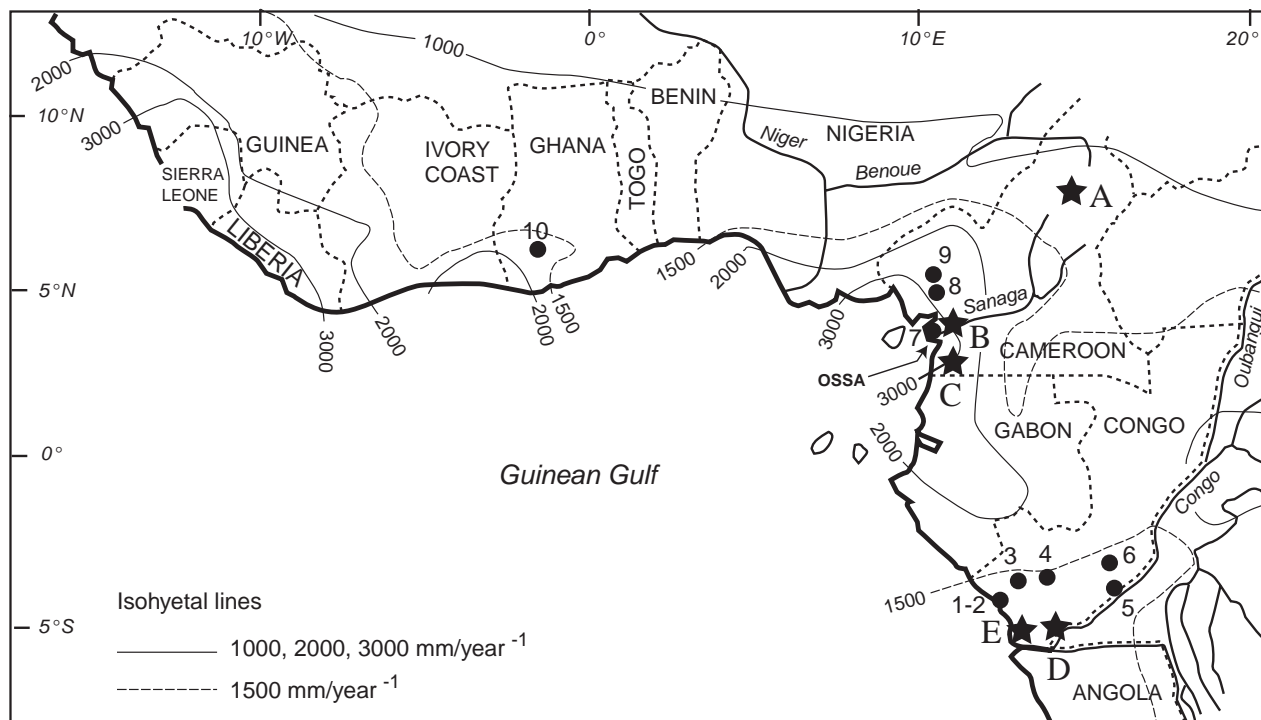 10°W
0°
10°E
20°
1000
2000
10°N
3000
BENIN
NIGERIA
Niger
Benoue
GUINEA
IVORY
COAST
GHANA
TOGO
SIERRA
LEONE
LIBERIA
A
10
9
8
1500
2000
5°N
3000
2000
2000
1500
3000
Sanaga
7
B
CAMEROON
OSSA
3000
C
Oubangui
GABON
CONGO
2000
0°
Guinean Gulf
Congo
3
4
6
1500
1-2
5
5°S
E
D
ANGOLA
Isohyetal lines
1000, 2000, 3000 mm/year -1
1500 mm/year -1